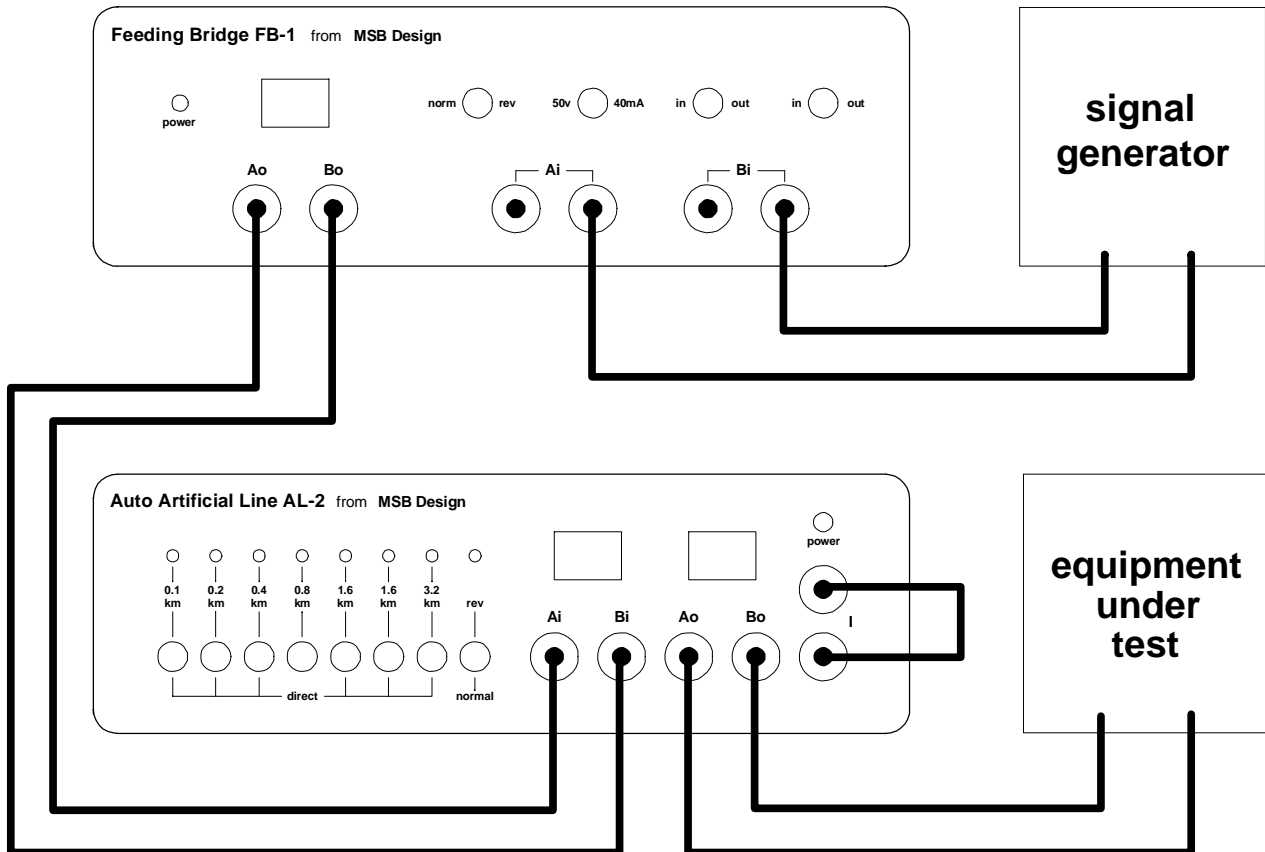 Feeding Bridge FB-1 from MSB Design
power
norm rev 50v 40mA in out in out
Ao Bo Ai Bi
signal
generator
Auto Artificial Line AL-2 from MSB Design
power
0.1 0.2 0.4 0.8 1.6 1.6 3.2
km km km km km km km rev
Ai Bi Ao Bo I
direct normal
equipment
under
test